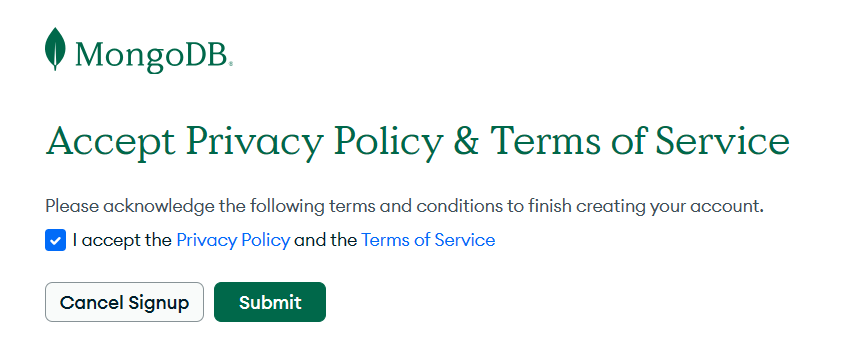 MongoDB®
Accept Privacy Policy & Terms of Service
Please acknowledge the following terms and conditions to finish creating your account.
I accept the Privacy Policy and the Terms of Service
Cancel Signup Submit